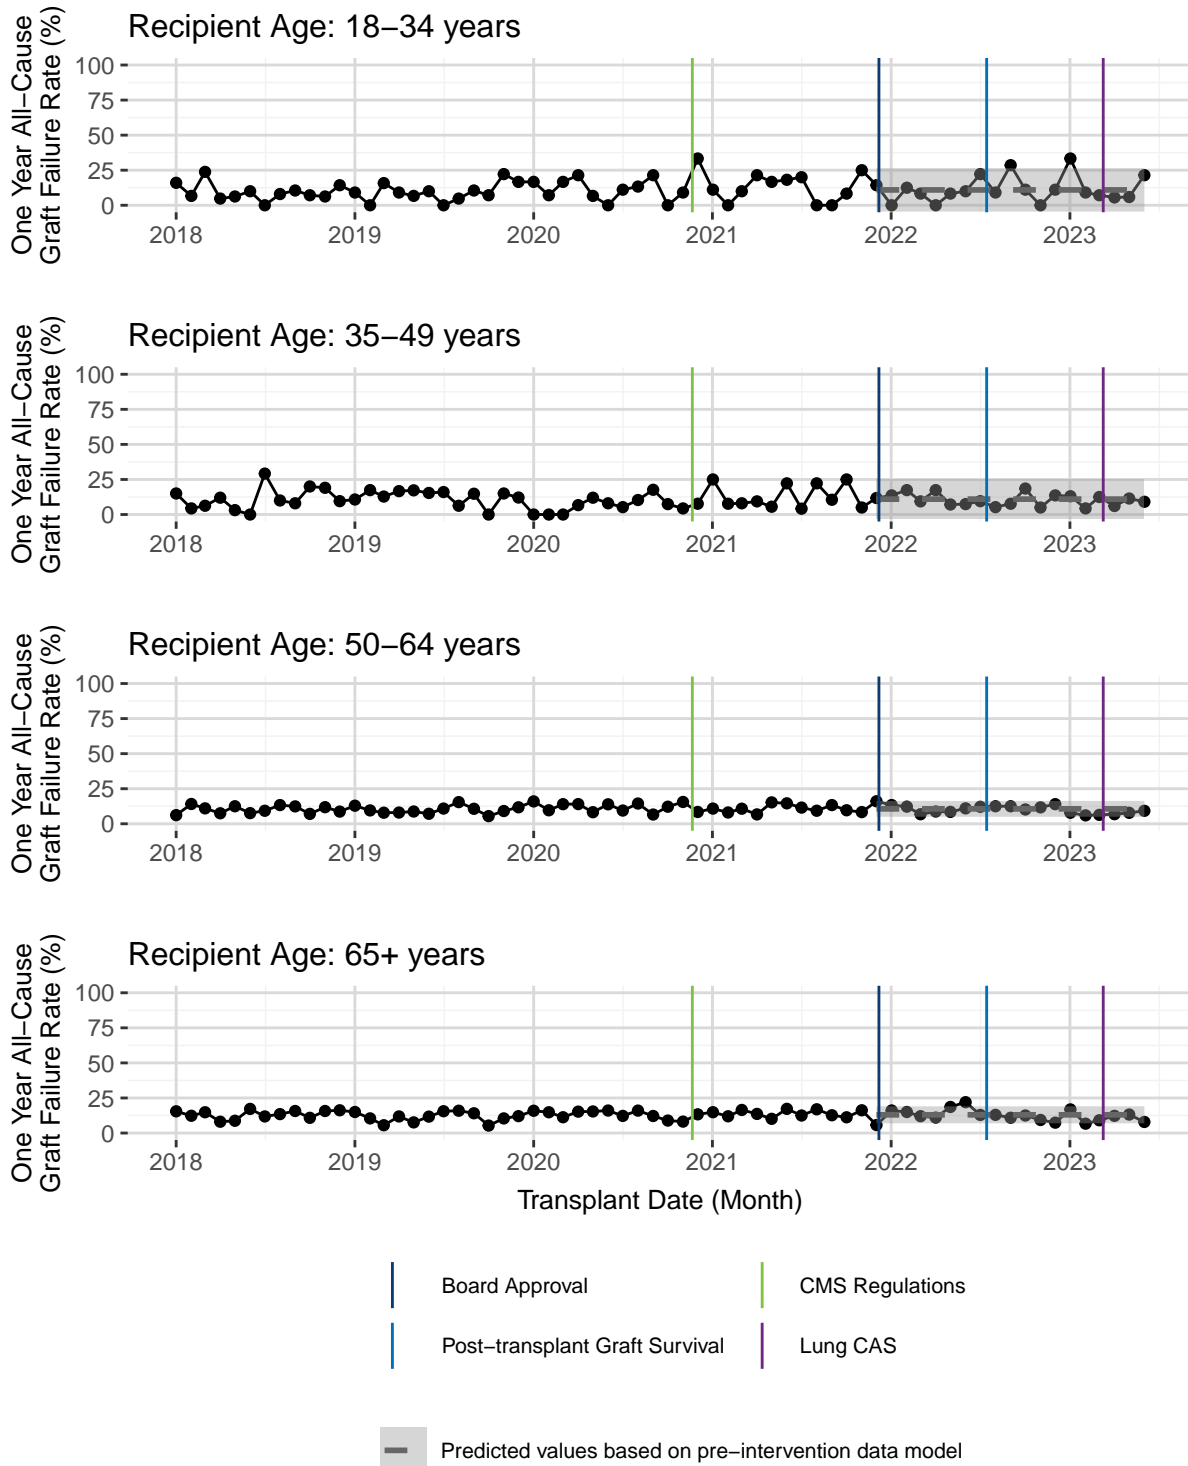 Recipient Age: 18−34 years
One Year All−Cause
Graft Failure Rate (%)
100
75
50
25
0
2018 2019 2020 2021 2022 2023
Recipient Age: 35−49 years
One Year All−Cause
Graft Failure Rate (%)
100
75
50
25
0
2018 2019 2020 2021 2022 2023
Recipient Age: 50−64 years
One Year All−Cause
Graft Failure Rate (%)
100
75
50
25
0
2018 2019 2020 2021 2022 2023
Recipient Age: 65+ years
One Year All−Cause
Graft Failure Rate (%)
100
75
50
25
0
2018 2019 2020 2021 2022 2023
Transplant Date (Month)
Board Approval
CMS Regulations
Post−transplant Graft Survival
Lung CAS
Predicted values based on pre−intervention data model